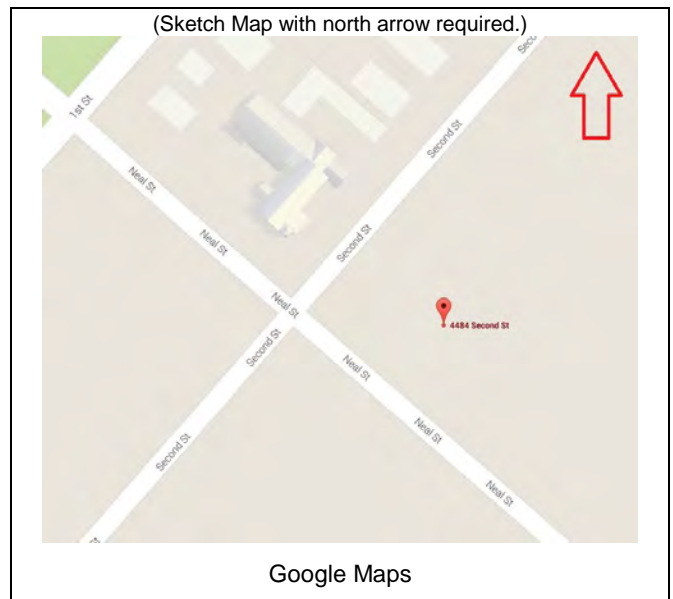 (Sketch Map with north arrow required.)
Seco
1st St
Second St
Neal St
Neal St
Second St
Neal St
4484 Second St
Second St
Neal St
Neal St
Second St
Neal St
Google Maps